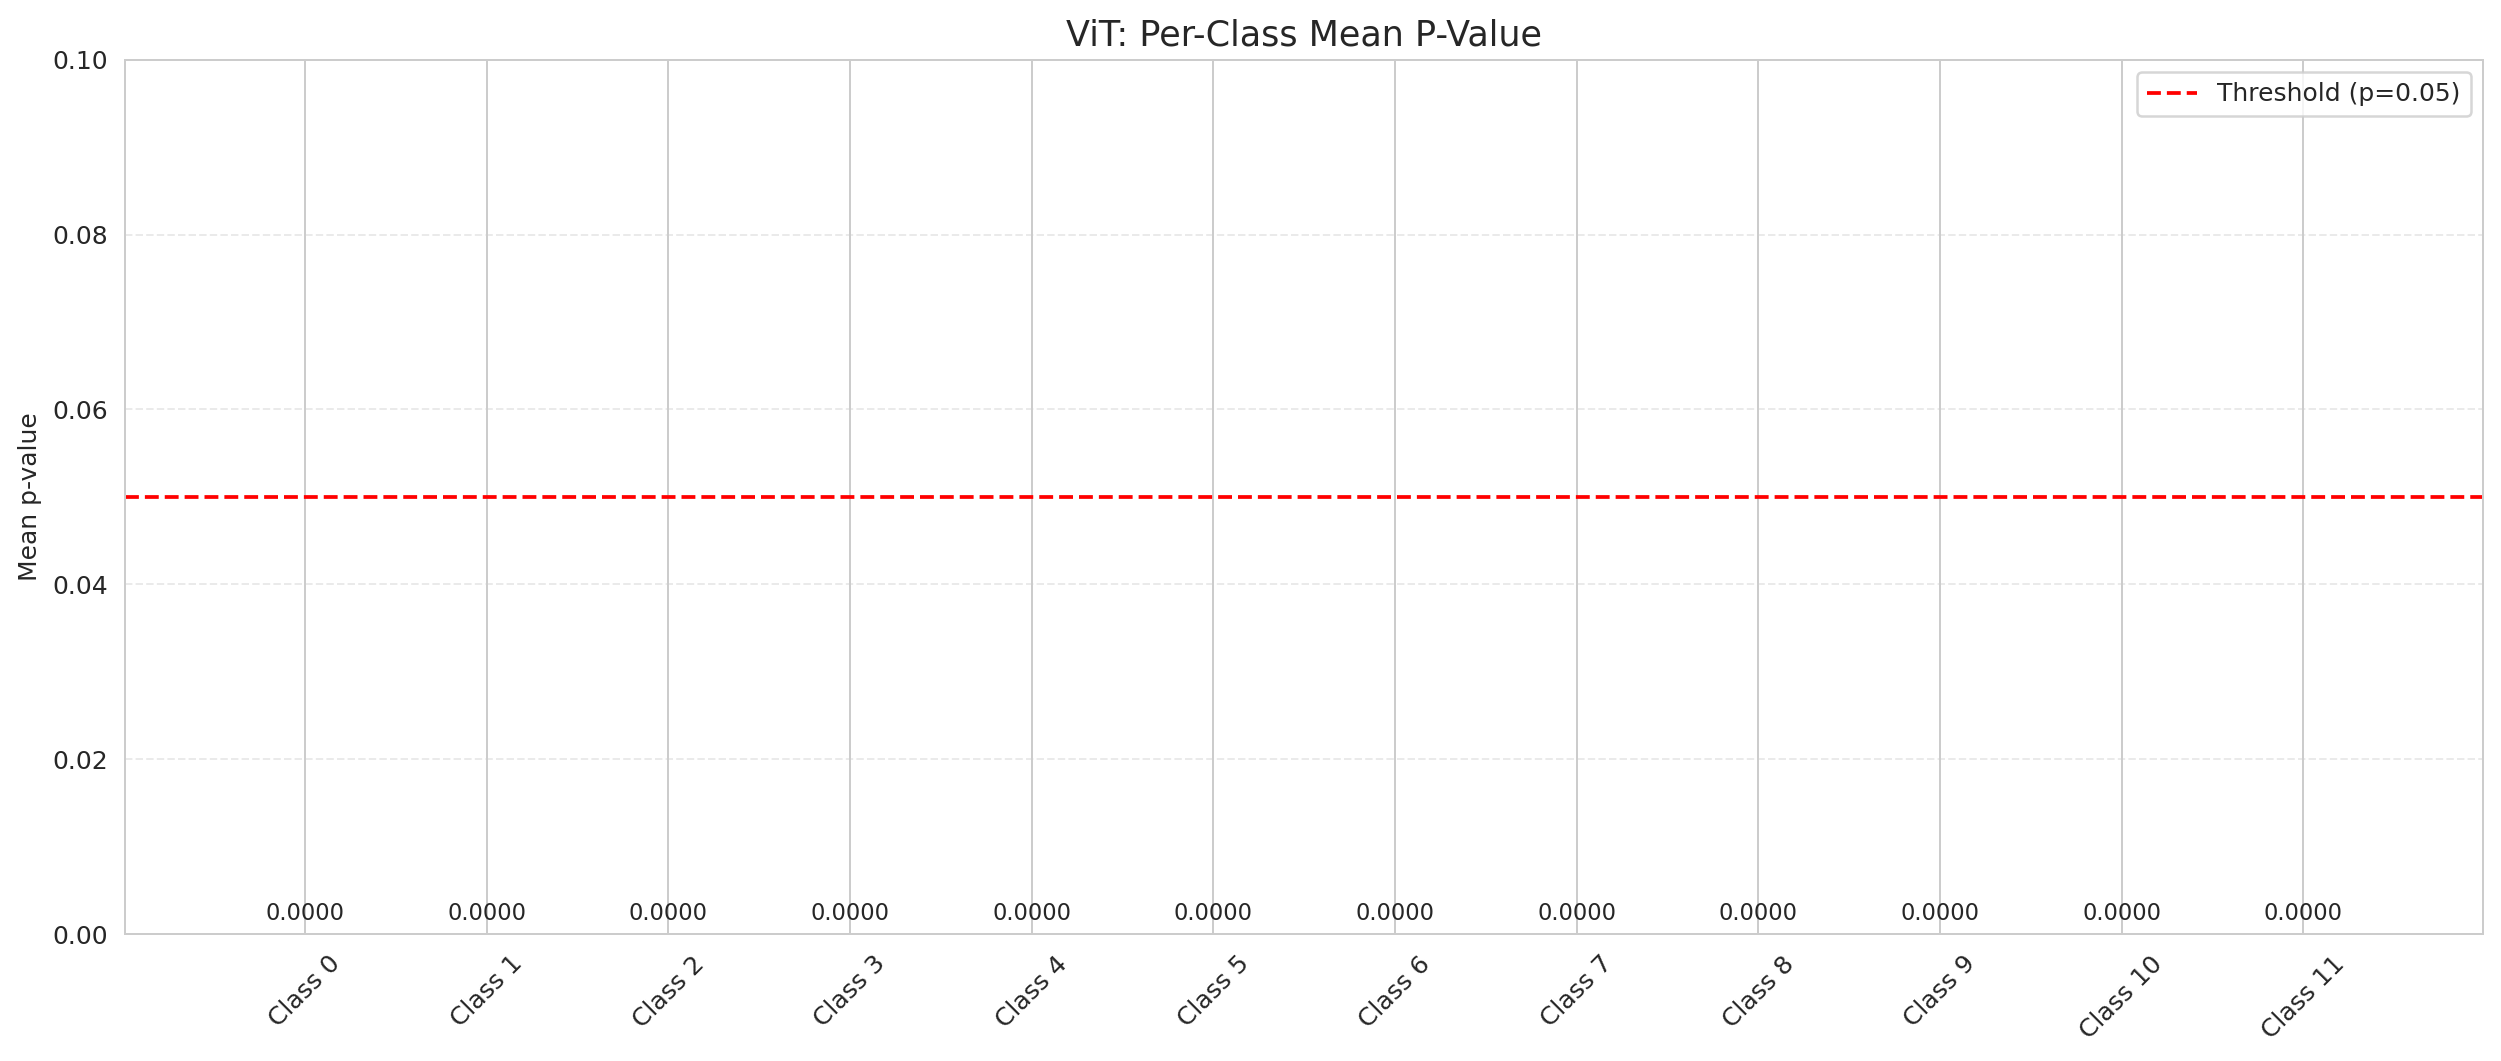 ViT: Per-Class Mean P-Value
Threshold (p=0.05)
Mean p-value
0.10
0.08
0.06
0.04
0.02
0.00
0.0000 0.0000 0.0000 0.0000 0.0000 0.0000 0.0000 0.0000 0.0000 0.0000 0.0000 0.0000
Class 0 Class 1 Class 2 Class 3 Class 4 Class 5 Class 6 Class 7 Class 8 Class 9 Class 10 Class 11